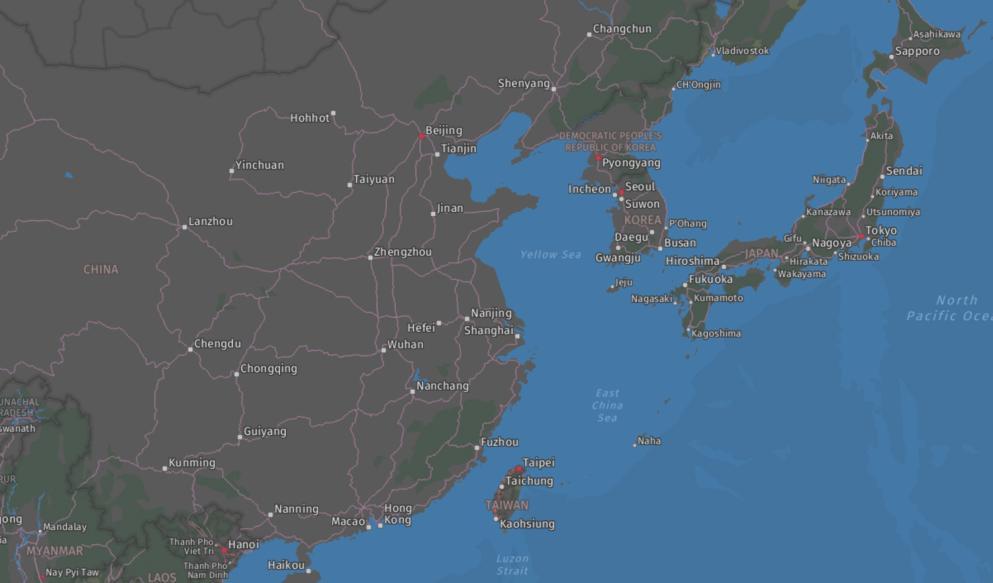 Changchun
Asahikawa
Sapporo
Vladivostok
Shenyang
CH'Ongjin
Hohhot
Beijing
Tianjin
DEMOCRATIC PEOPLE'S
REPUBLIC OF KOREA
Pyongyang
Akita
Yinchuan
Taiyuan
Sendai
Niigata
Koriyama
Incheon
Seoul
Suwon
Jinan
Kanazawa
Utsunomiya
Lanzhou
KOREA
P'Ohang
Daegu
Busan
Gifu
Tokyo
Nagoya
Chiba
Zhengzhou
Yellow Sea
Gwangju
Hiroshima
JAPAN
Hirakata
Shizuoka
CHINA
Wakayama
Jeju
Fukuoka
Nagasaki
Kumamoto
North
Pacific Ocea
Nanjing
Hefei
Shanghai
Kagoshima
Chengdu
Wuhan
Chongqing
Nanchang
East
China
Sea
UNACHAL
RADESH
swanath
Guiyang
Fuzhou
Naha
Kunming
Taipei
Taichung
PUR
TAIWAN
Nanning
Hong
Kong
Macao
Kaohsiung
ong
Mandalay
Thanh Pho
Viet Tri
Hanoi
MYANMAR
Luzon
Strait
Thanh Pho
Nam Dinh
Haikou
Nay Pyi Taw
LAOS